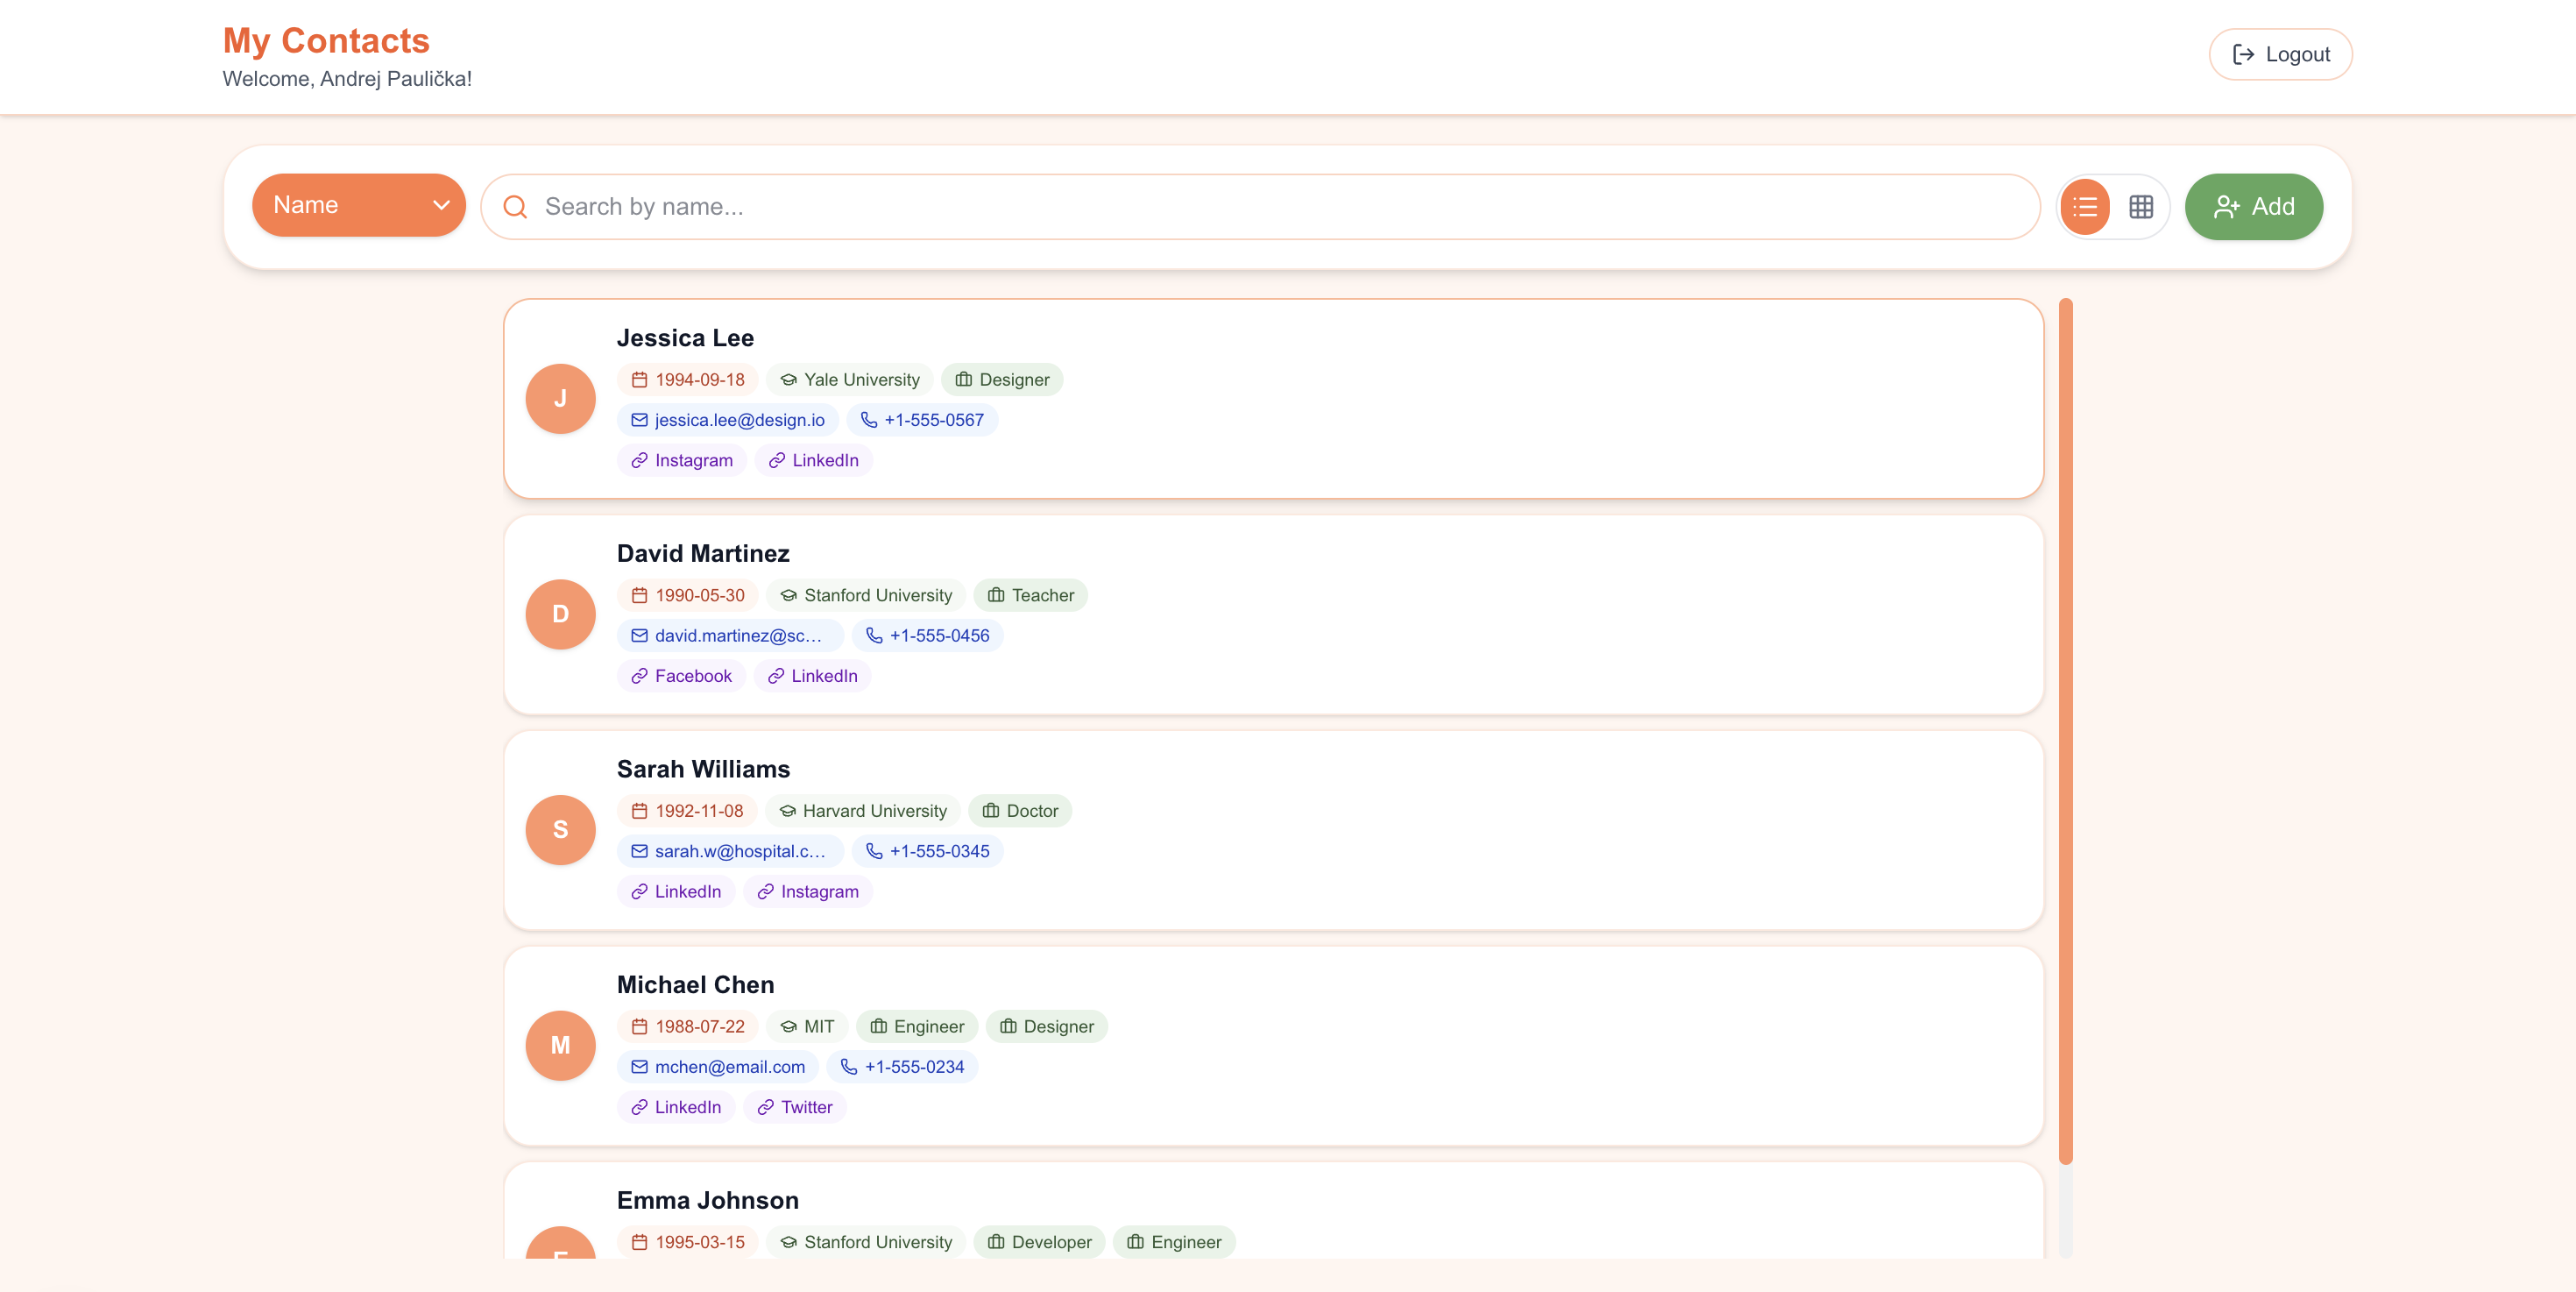 My Contacts
Welcome, Andrej Paulička!
Logout
Name
Search by name...
Add
J
Jessica Lee
1994-09-18 Yale University Designer
jessica.lee@design.io +1-555-0567
Instagram LinkedIn
D
David Martinez
1990-05-30 Stanford University Teacher
david.martinez@sc... +1-555-0456
Facebook LinkedIn
S
Sarah Williams
1992-11-08 Harvard University Doctor
sarah.w@hospital.c... +1-555-0345
LinkedIn Instagram
M
Michael Chen
1988-07-22 MIT Engineer Designer
mchen@email.com +1-555-0234
LinkedIn Twitter
E
Emma Johnson
1995-03-15 Stanford University Developer Engineer